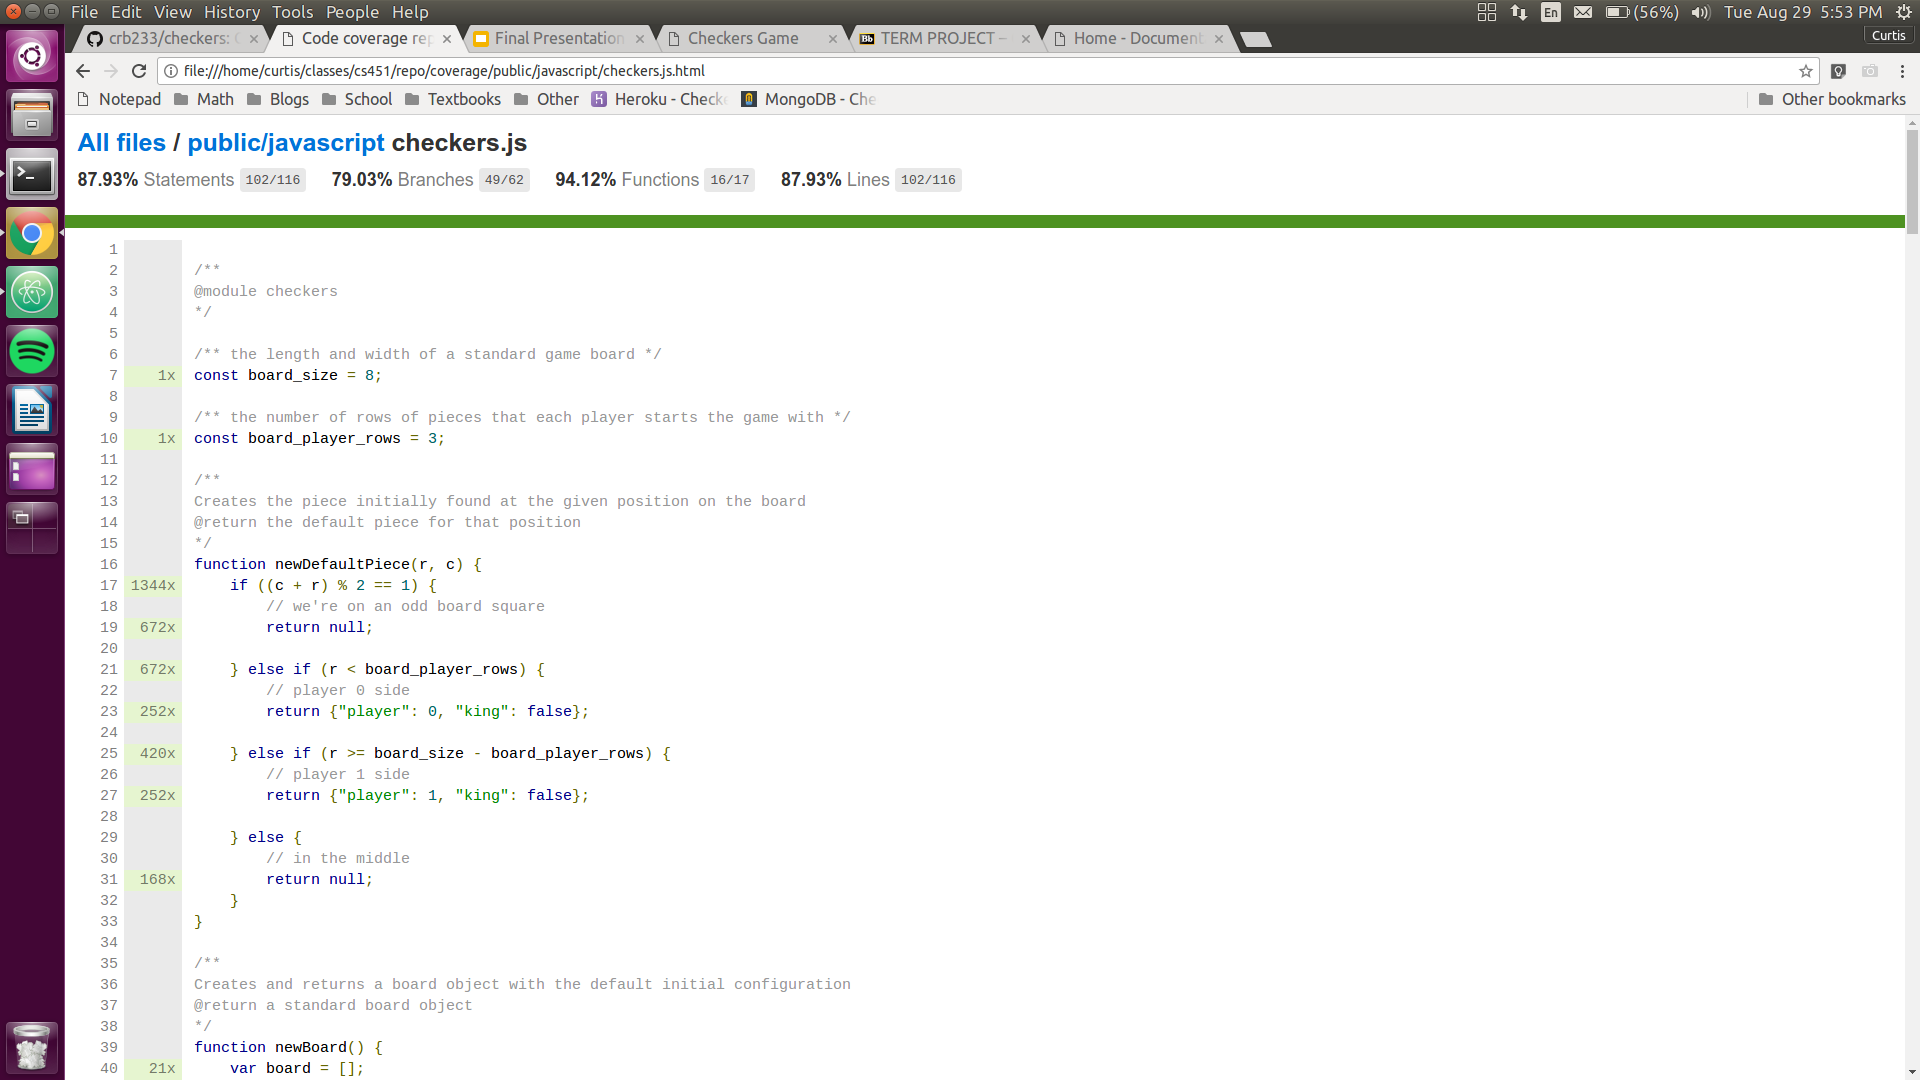 File Edit View History Tools People Help
En (56%) Tue Aug 29 5:53 PM
crb233/checkers: Code coverage rep Final Presentation Checkers Game Bb TERM PROJECT – Home - Document Curtis
file:///home/curtis/classes/cs451/repo/coverage/public/javascript/checkers.js.html
Notepad Math Blogs School Textbooks Other Heroku - Checke MongoDB - Che Other bookmarks
All files / public/javascript checkers.js
87.93% Statements 102/116 79.03% Branches 49/62 94.12% Functions 16/17 87.93% Lines 102/116
1
2 /**
3 @module checkers
4 */
5
6 /** the length and width of a standard game board */
7 1x const board_size = 8;
8
9 /** the number of rows of pieces that each player starts the game with */
10 1x const board_player_rows = 3;
11
12 /**
13 Creates the piece initially found at the given position on the board
14 @return the default piece for that position
15 */
16 function newDefaultPiece(r, c) {
17 1344x if ((c + r) % 2 == 1) {
18 // we're on an odd board square
19 672x return null;
20
21 672x } else if (r < board_player_rows) {
22 // player 0 side
23 252x return {"player": 0, "king": false};
24
25 420x } else if (r >= board_size - board_player_rows) {
26 // player 1 side
27 252x return {"player": 1, "king": false};
28
29 } else {
30 // in the middle
31 168x return null;
32 }
33 }
34
35 /**
36 Creates and returns a board object with the default initial configuration
37 @return a standard board object
38 */
39 function newBoard() {
40 21x var board = [];